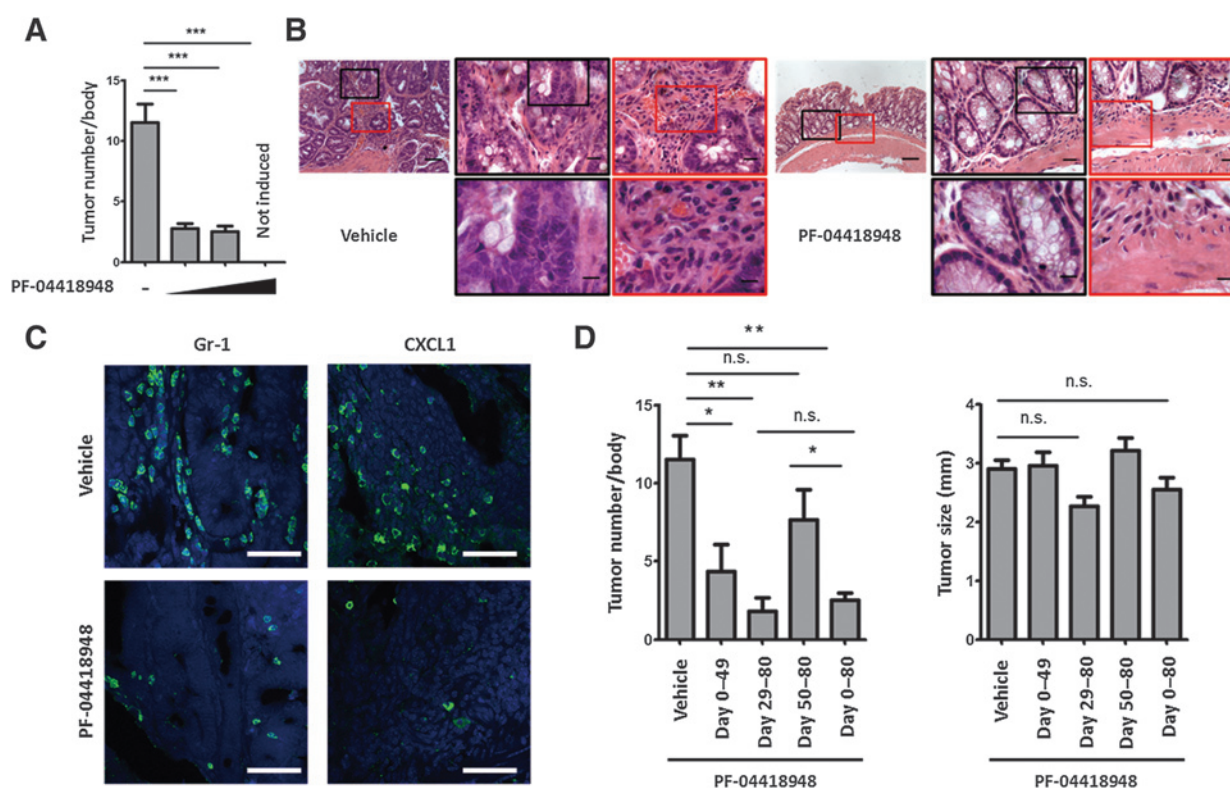 A
***
***
***
Tumor number/body
15
10
5
0
Not induced
PF-04418948
–
B
Vehicle
PF-04418948
C
Gr-1
CXCL1
Vehicle
PF-04418948
D
**
n.s.
**
*
n.s.
*
Tumor number/body
15
10
5
0
Vehicle
Day 0–49
Day 29–80
Day 50–80
Day 0–80
PF-04418948
n.s.
n.s.
Tumor size (mm)
4
3
2
1
0
Vehicle
Day 0–49
Day 29–80
Day 50–80
Day 0–80
PF-04418948